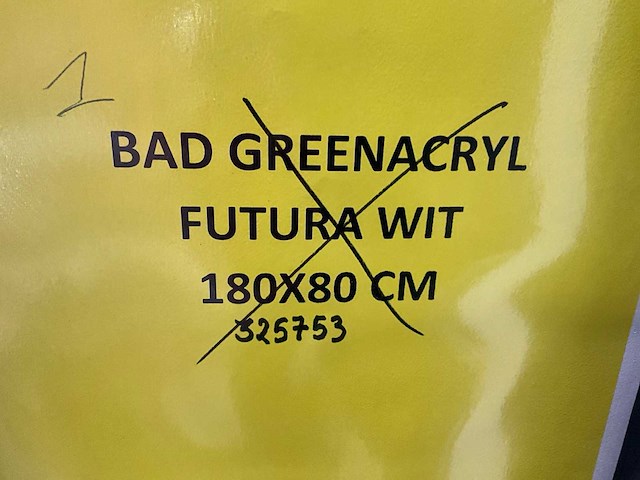 1
BAD GREENACRYL
FUTURA WIT
180X80 CM
325753